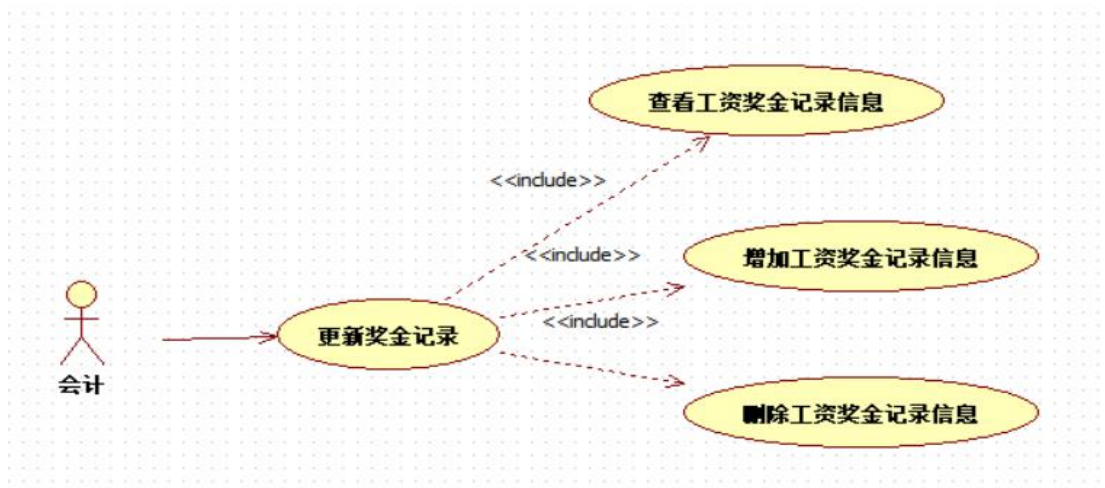 查看工资奖金记录信息
<<include>>
<<include>>
增加工资奖金记录信息
<<include>>
更新奖金记录
会计
删除工资奖金记录信息